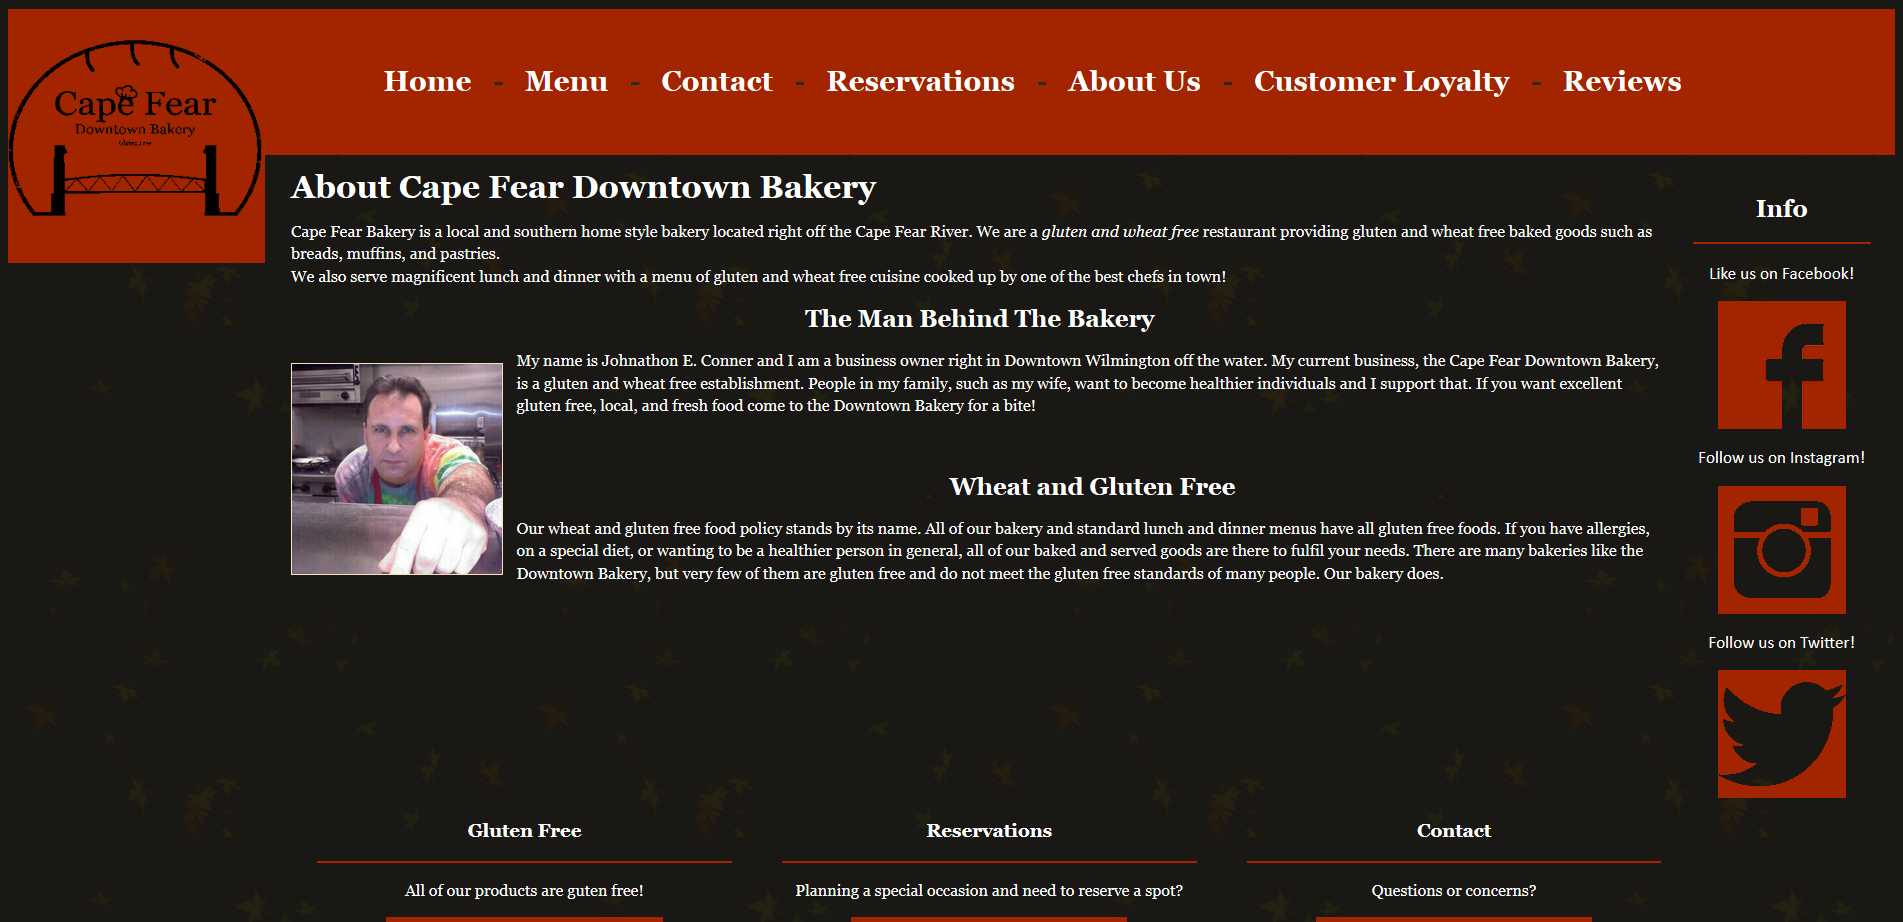 Cape Fear
Downtown Bakery
Home - Menu - Contact - Reservations - About Us - Customer Loyalty - Reviews
About Cape Fear Downtown Bakery
Cape Fear Bakery is a local and southern home style bakery located right off the Cape Fear River. We are a gluten and wheat free restaurant providing gluten and wheat free baked goods such as
breads, muffins, and pastries.
We also serve magnificent lunch and dinner with a menu of gluten and wheat free cuisine cooked up by one of the best chefs in town!
The Man Behind The Bakery
My name is Johnathon E. Conner and I am a business owner right in Downtown Wilmington off the water. My current business, the Cape Fear Downtown Bakery,
is a gluten and wheat free establishment. People in my family, such as my wife, want to become healthier individuals and I support that. If you want excellent
gluten free, local, and fresh food come to the Downtown Bakery for a bite!
Wheat and Gluten Free
Our wheat and gluten free food policy stands by its name. All of our bakery and standard lunch and dinner menus have all gluten free foods. If you have allergies,
on a special diet, or wanting to be a healthier person in general, all of our baked and served goods are there to fulfil your needs. There are many bakeries like the
Downtown Bakery, but very few of them are gluten free and do not meet the gluten free standards of many people. Our bakery does.
Info
Like us on Facebook!
Follow us on Instagram!
Follow us on Twitter!
Gluten Free
All of our products are guten free!
Reservations
Planning a special occasion and need to reserve a spot?
Contact
Questions or concerns?